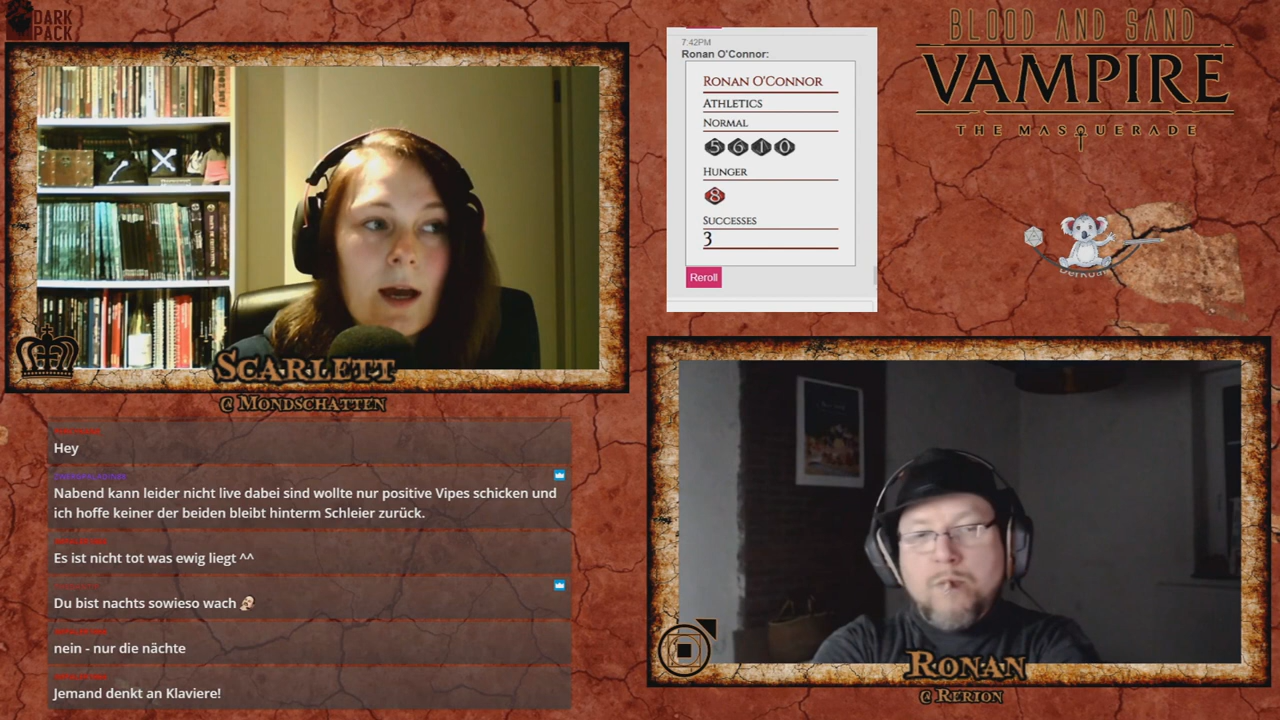 DARK
PACK
SCARLETT
@ MONDSCHATTEN
Hey
Nabend kann leider nicht live dabei sind wollte nur positive Vipes schicken und
ich hoffe keiner der beiden bleibt hinterm Schleier zurück.
Es ist nicht tot was ewig liegt ^^
Du bist nachts sowieso wach
nein - nur die nächte
Jemand denkt an Klaviere!
7:42PM
Ronan O'Connor:
RONAN O'CONNOR
ATHLETICS
NORMAL
5 6 1 0
HUNGER
8
SUCCESSES
3
Reroll
BLOOD AND SAND
VAMPIRE
THE MASQUERADE
RONAN
@ RERION